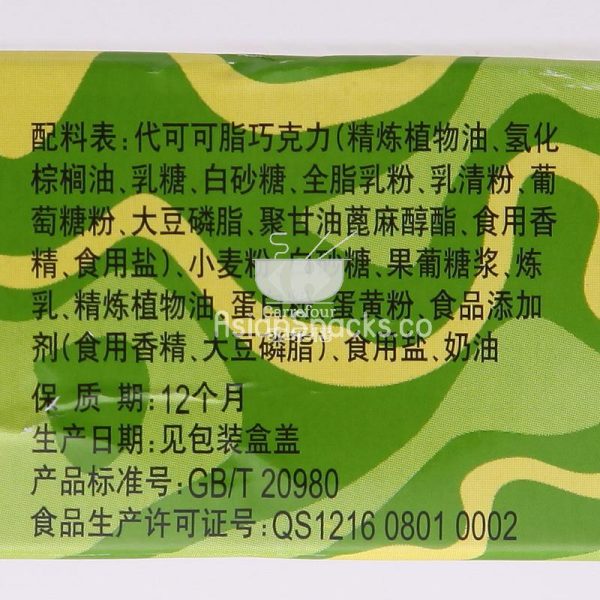 配料表:代可可脂巧克力(精炼植物油、氢化
棕榈油、乳糖、白砂糖、全脂乳粉、乳清粉、葡
萄糖粉、大豆磷脂、聚甘油蓖麻醇酯、食用香
精、食用盐)、小麦粉、白砂糖、果葡糖浆、炼
乳、精炼植物油、蛋 蛋黄粉、食品添加
剂(食用香精、大豆磷脂)、食用盐、奶油
保 质 期:12个月
生产日期:见包装盒盖
产品标准号:GB/T 20980
食品生产许可证号:QS1216 0801 0002
Carrefour
AsianSnacks.co